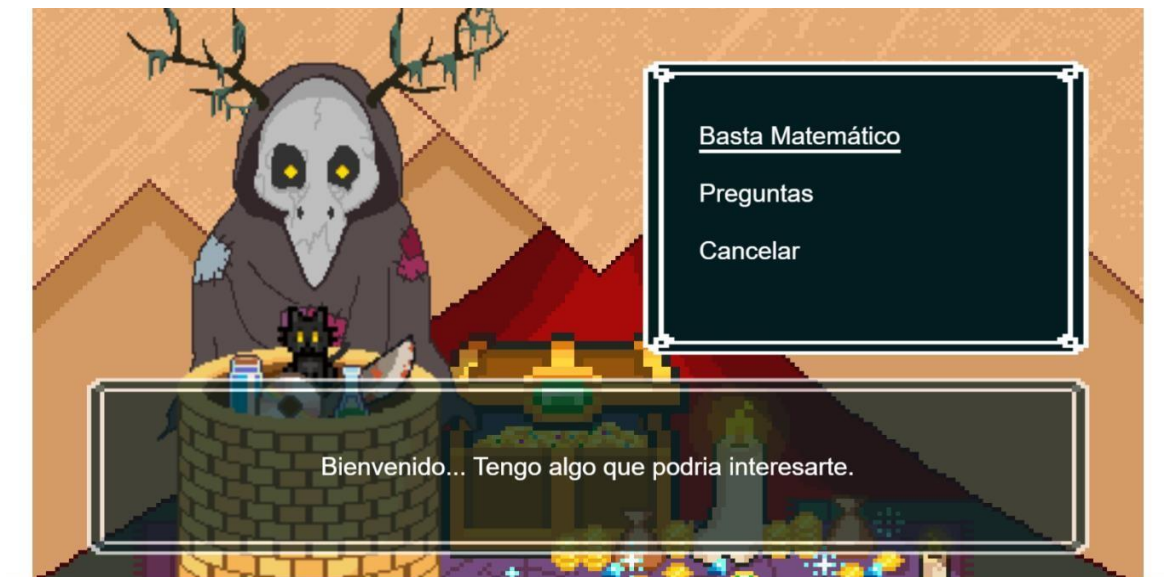 Basta Matemático
Preguntas
Cancelar
Bienvenido... Tengo algo que podria interesarte.